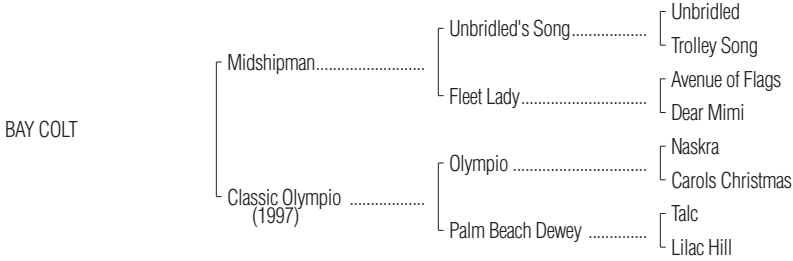 Unbridled
Unbridled's Song.................
Trolley Song
Midshipman.........................
Avenue of Flags
Fleet Lady.............................
Dear Mimi
BAY COLT
Naskra
Olympio ...............................
Carols Christmas
Classic Olympio ..................
(1997)
Talc
Palm Beach Dewey ..............
Lilac Hill